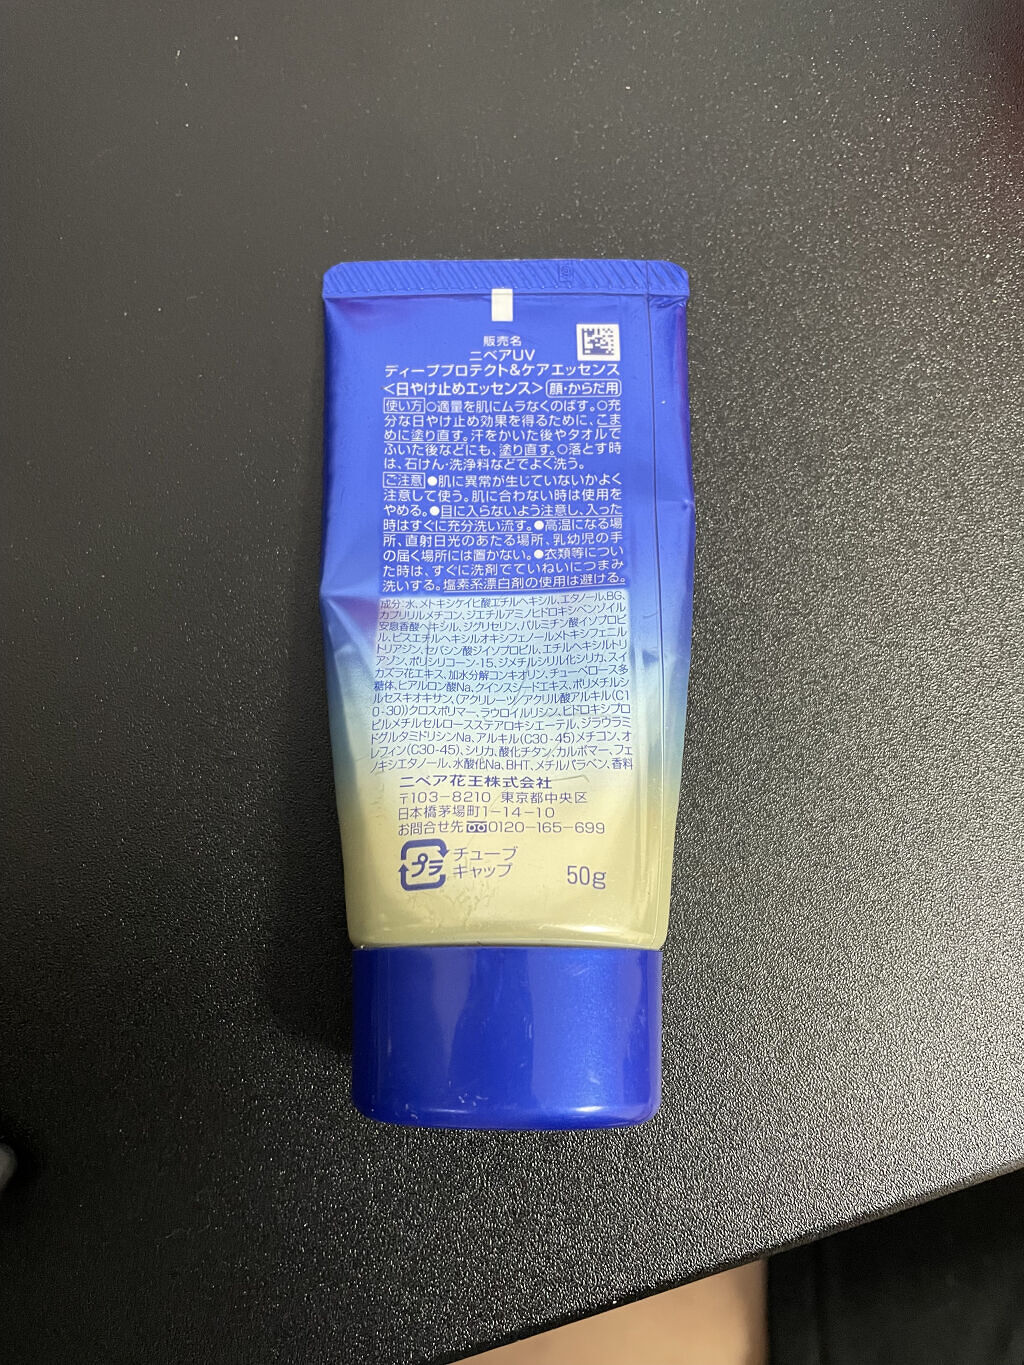 販売名
ニベアUV
ディーププロテクト&ケアエッセンス
<日やけ止めエッセンス> 顔・からだ用
使い方 ○適量を肌にムラなくのばす。○充
分な日やけ止め効果を得るために、こま
めに塗り直す。汗をかいた後やタオルで
ふいた後などにも、塗り直す。○落とす時
は、石けん・洗浄料などでよく洗う。
ご注意 ●肌に異常が生じていないかよく
注意して使う。肌に合わない時は使用を
やめる。●目に入らないよう注意し、入った
時はすぐに充分洗い流す。●高温になる場
所、直射日光のあたる場所、乳幼児の手
の届く場所には置かない。●衣類等につい
た時は、すぐに洗剤でていねいにつまみ
洗いする。塩素系漂白剤の使用は避ける。
成分:水、メトキシケイヒ酸エチルヘキシル、エタノール、BG、
カプリリルメチコン、ジエチルアミノヒドロキシベンゾイル
安息香酸ヘキシル、ジグリセリン、パルミチン酸イソプロピ
ル、ビスエチルヘキシルオキシフェノールメトキシフェニル
トリアジン、セバシン酸ジイソプロピル、エチルヘキシルトリ
アゾン、ポリシリコーン-15、ジメチルシリル化シリカ、スイ
カズラ花エキス、加水分解コンキオリン、チューベロース多
糖体、ヒアルロン酸Na、クインスシードエキス、ポリメチルシ
ルセスキオキサン、(アクリレーツ/アクリル酸アルキル(C1
0-30))クロスポリマー、ラウロイルリシン、ヒドロキシプロ
ピルメチルセルロースステアロキシエーテル、ジラウラミ
ドグルタミドリシンNa、アルキル(C30-45)メチコン、オ
レフィン(C30-45)、シリカ、酸化チタン、カルボマー、フェ
ノキシエタノール、水酸化Na、BHT、メチルパラベン、香料
ニベア花王株式会社
〒103-8210 東京都中央区
日本橋茅場町1-14-10
お問合せ先 0120-165-699
プラ チューブ
キャップ
50g